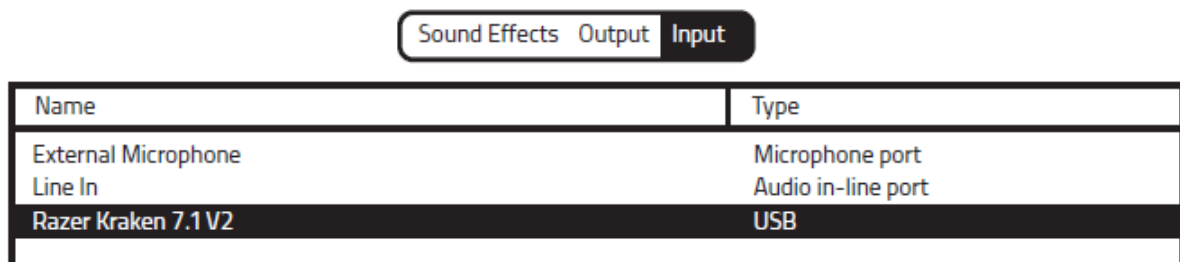 Sound Effects Output Input
Name Type
External Microphone Microphone port
Line In Audio in-line port
Razer Kraken 7.1 V2 USB